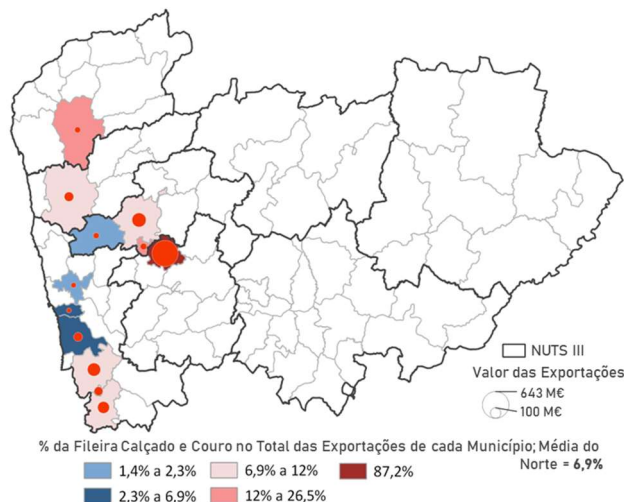 NUTS III
Valor das Exportações
643 M€
100 M€
% da Fileira Calçado e Couro no Total das Exportações de cada Município; Média do
Norte = 6,9%
1,4% a 2,3% 6,9% a 12% 87,2%
2,3% a 6,9% 12% a 26,5%